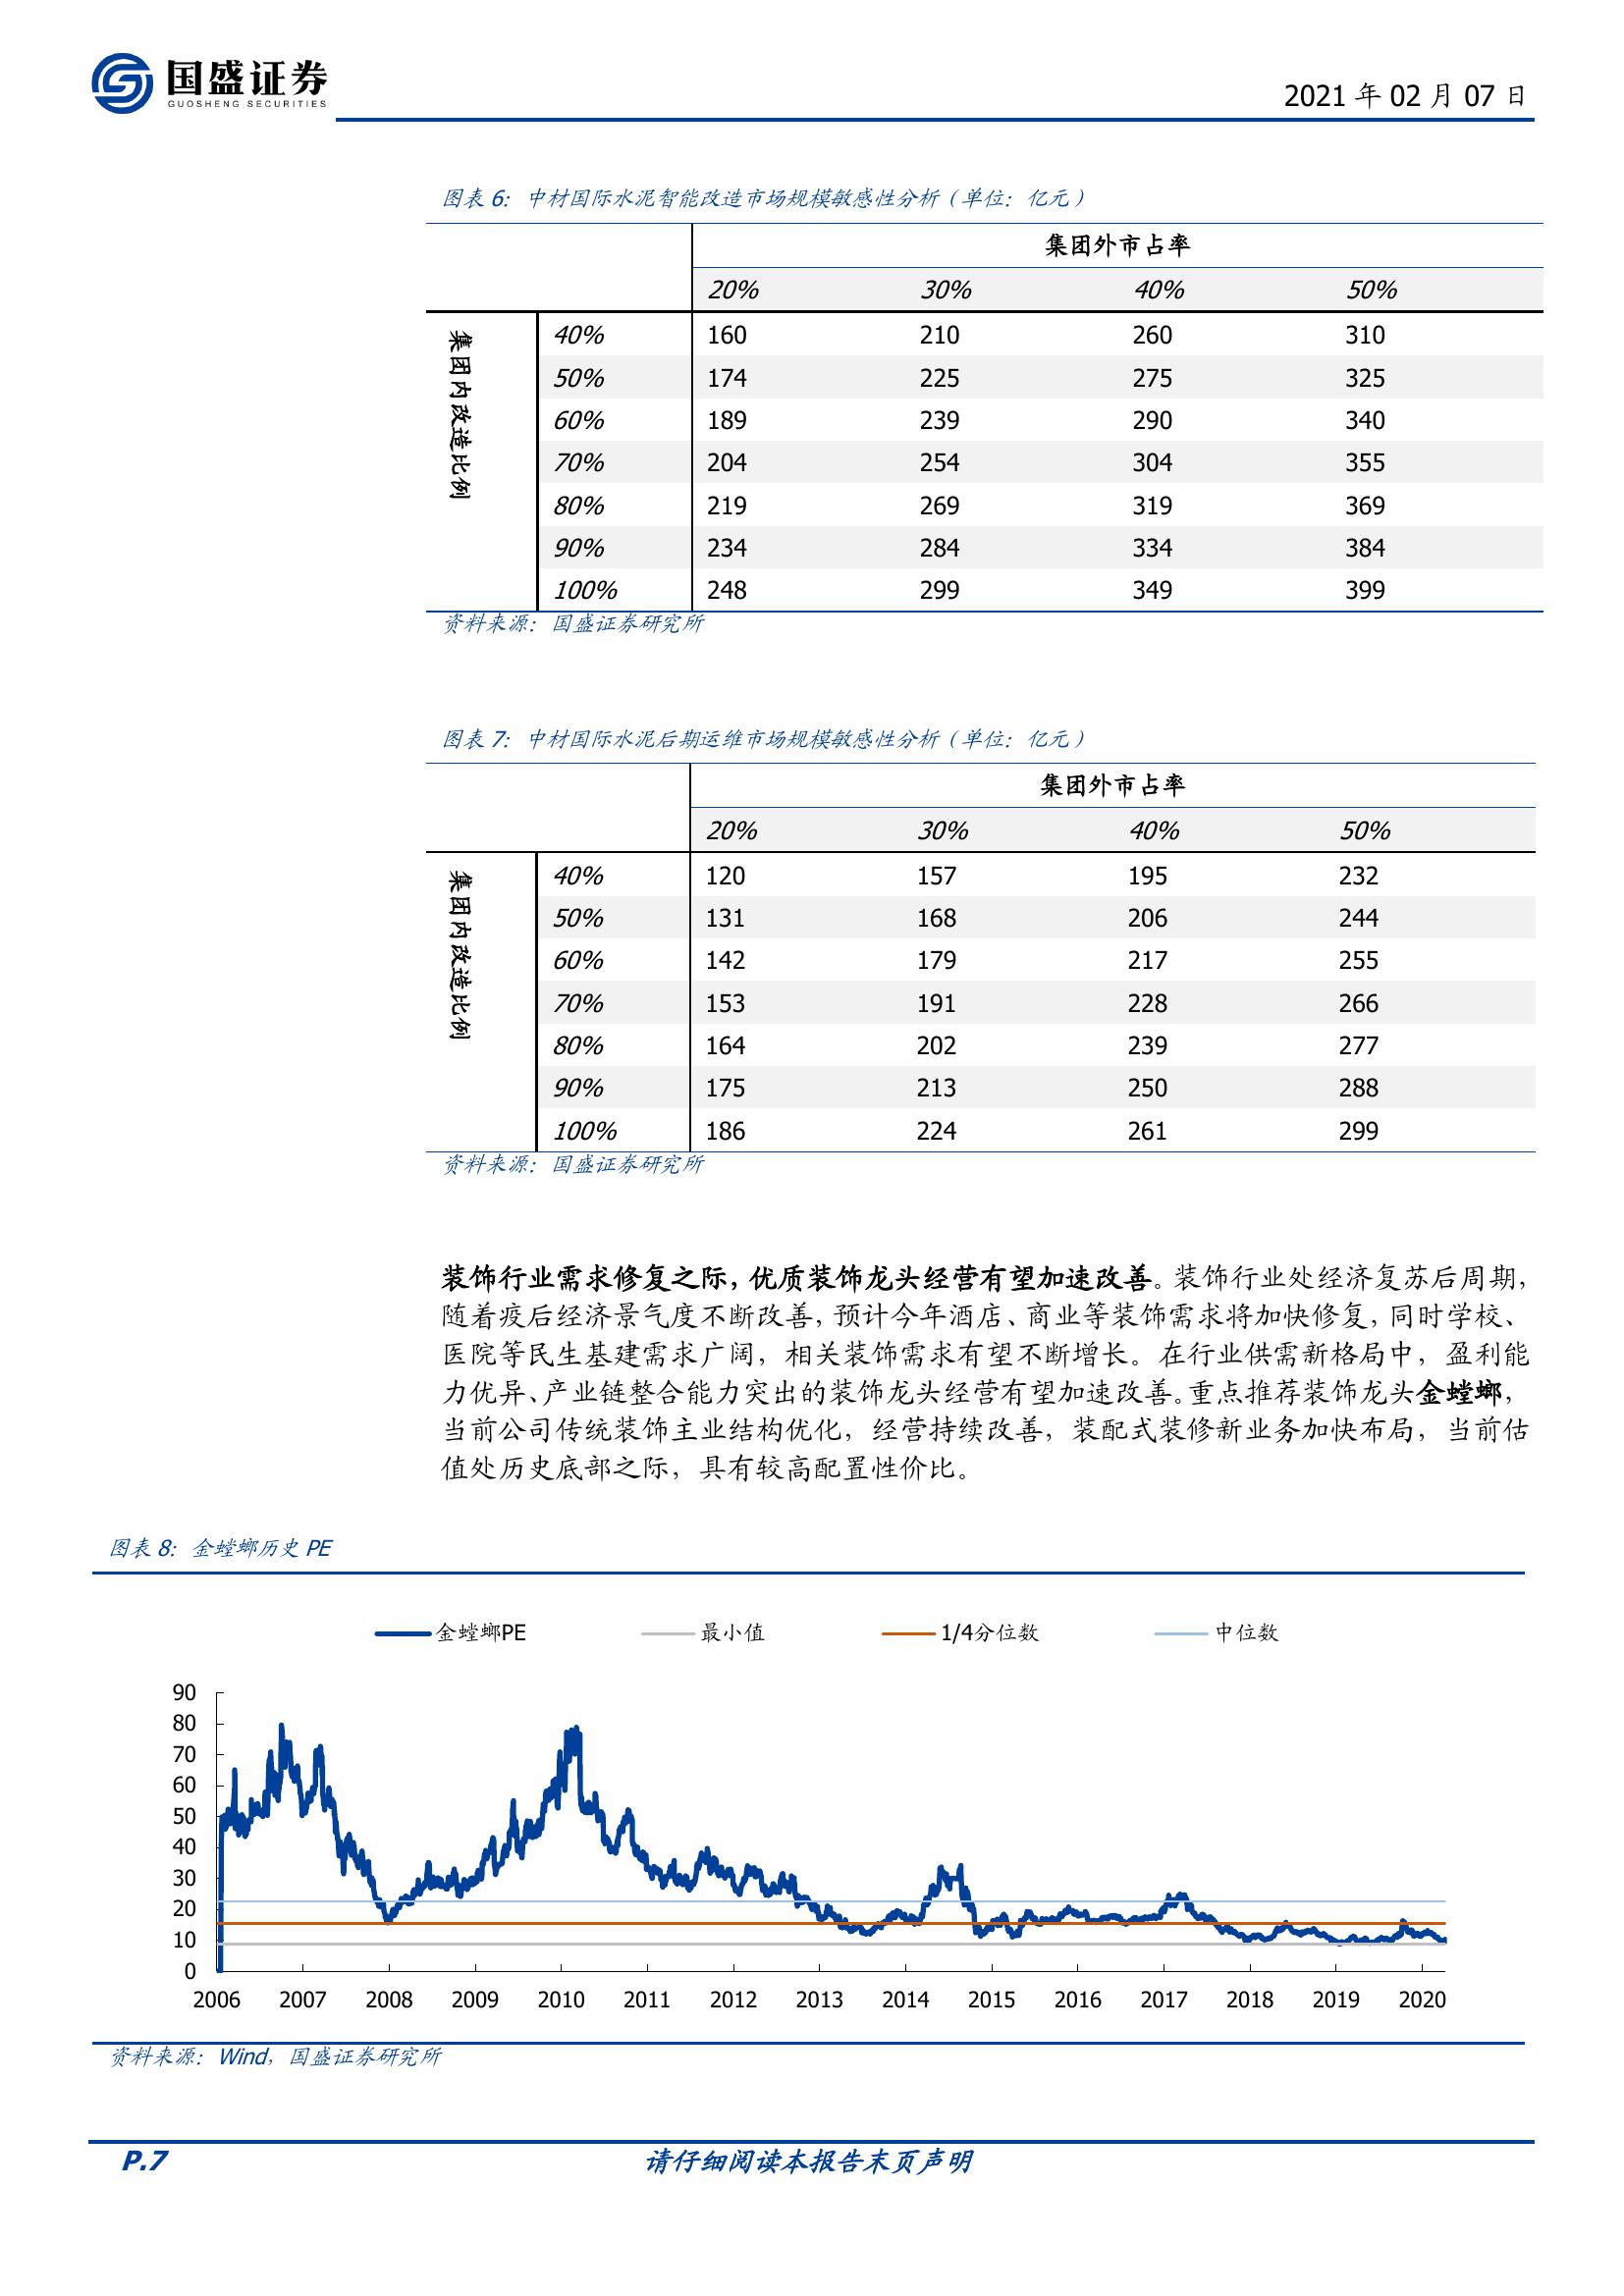 国盛证券
GUOSHENG SECURITIES
2021 年 02 月 07 日
图表 6：中材国际水泥智能改造市场规模敏感性分析（单位：亿元）
集团外市占率
20% 30% 40% 50%
集团内改造比例
40% 160 210 260 310
50% 174 225 275 325
60% 189 239 290 340
70% 204 254 304 355
80% 219 269 319 369
90% 234 284 334 384
100% 248 299 349 399
资料来源：国盛证券研究所
图表 7：中材国际水泥后期运维市场规模敏感性分析（单位：亿元）
集团外市占率
20% 30% 40% 50%
集团内改造比例
40% 120 157 195 232
50% 131 168 206 244
60% 142 179 217 255
70% 153 191 228 266
80% 164 202 239 277
90% 175 213 250 288
100% 186 224 261 299
资料来源：国盛证券研究所
装饰行业需求修复之际，优质装饰龙头经营有望加速改善。装饰行业处经济复苏后周期，
随着疫后经济景气度不断改善，预计今年酒店、商业等装饰需求将加快修复，同时学校、
医院等民生基建需求广阔，相关装饰需求有望不断增长。在行业供需新格局中，盈利能
力优异、产业链整合能力突出的装饰龙头经营有望加速改善。重点推荐装饰龙头金螳螂，
当前公司传统装饰主业结构优化，经营持续改善，装配式装修新业务加快布局，当前估
值处历史底部之际，具有较高配置性价比。
图表 8：金螳螂历史 PE
金螳螂PE 最小值 1/4分位数 中位数
90
80
70
60
50
40
30
20
10
0
2006 2007 2008 2009 2010 2011 2012 2013 2014 2015 2016 2017 2018 2019 2020
资料来源：Wind，国盛证券研究所
P.7 请仔细阅读本报告末页声明